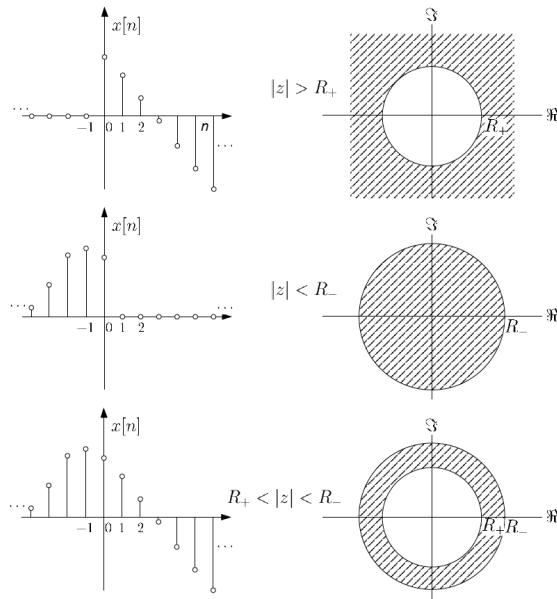 x[n]
ℑ
...
|z| > R₊
−1 0 1 2 n ...
R₊
ℜ
x[n]
ℑ
...
|z| < R₋
...
−1 0 1 2
R₋
ℜ
x[n]
ℑ
...
R₊ < |z| < R₋
−1 0 1 2
R₊ R₋
ℜ
...